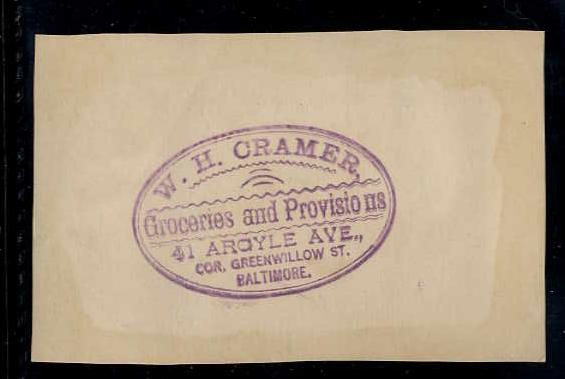 W. H. CRAMER,
Groceries and Provisions
41 ARGYLE AVE.,
COR. GREENWILLOW ST.
BALTIMORE.